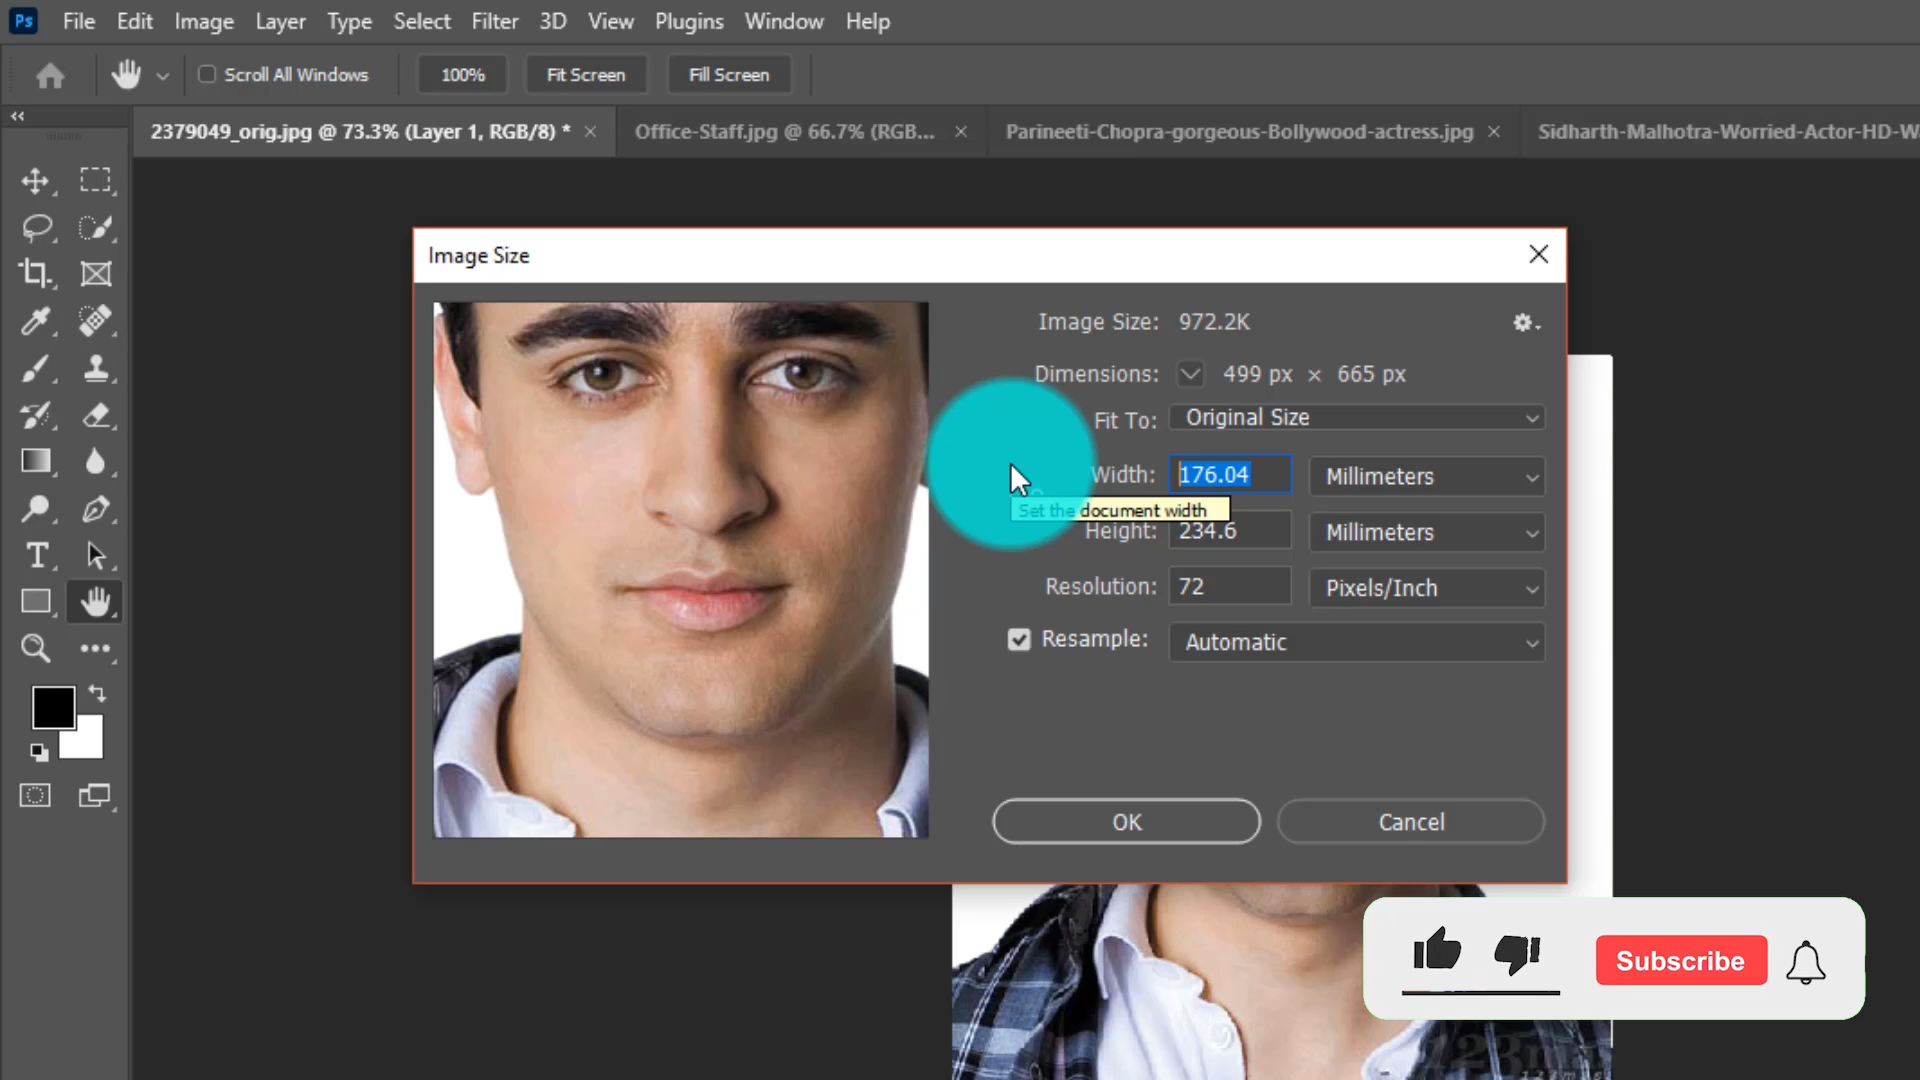 Ps File Edit Image Layer Type Select Filter 3D View Plugins Window Help
Scroll All Windows 100% Fit Screen Fill Screen
2379049_orig.jpg @ 73.3% (Layer 1, RGB/8) * × Office-Staff.jpg @ 66.7% (RGB... × Parineeti-Chopra-gorgeous-Bollywood-actress.jpg × Sidharth-Malhotra-Worried-Actor-HD-Wa
Image Size
Image Size: 972.2K
Dimensions: 499 px × 665 px
Fit To: Original Size
Width: 176.04 Millimeters
Set the document width
Height: 234.6 Millimeters
Resolution: 72 Pixels/Inch
Resample: Automatic
OK Cancel
Subscribe